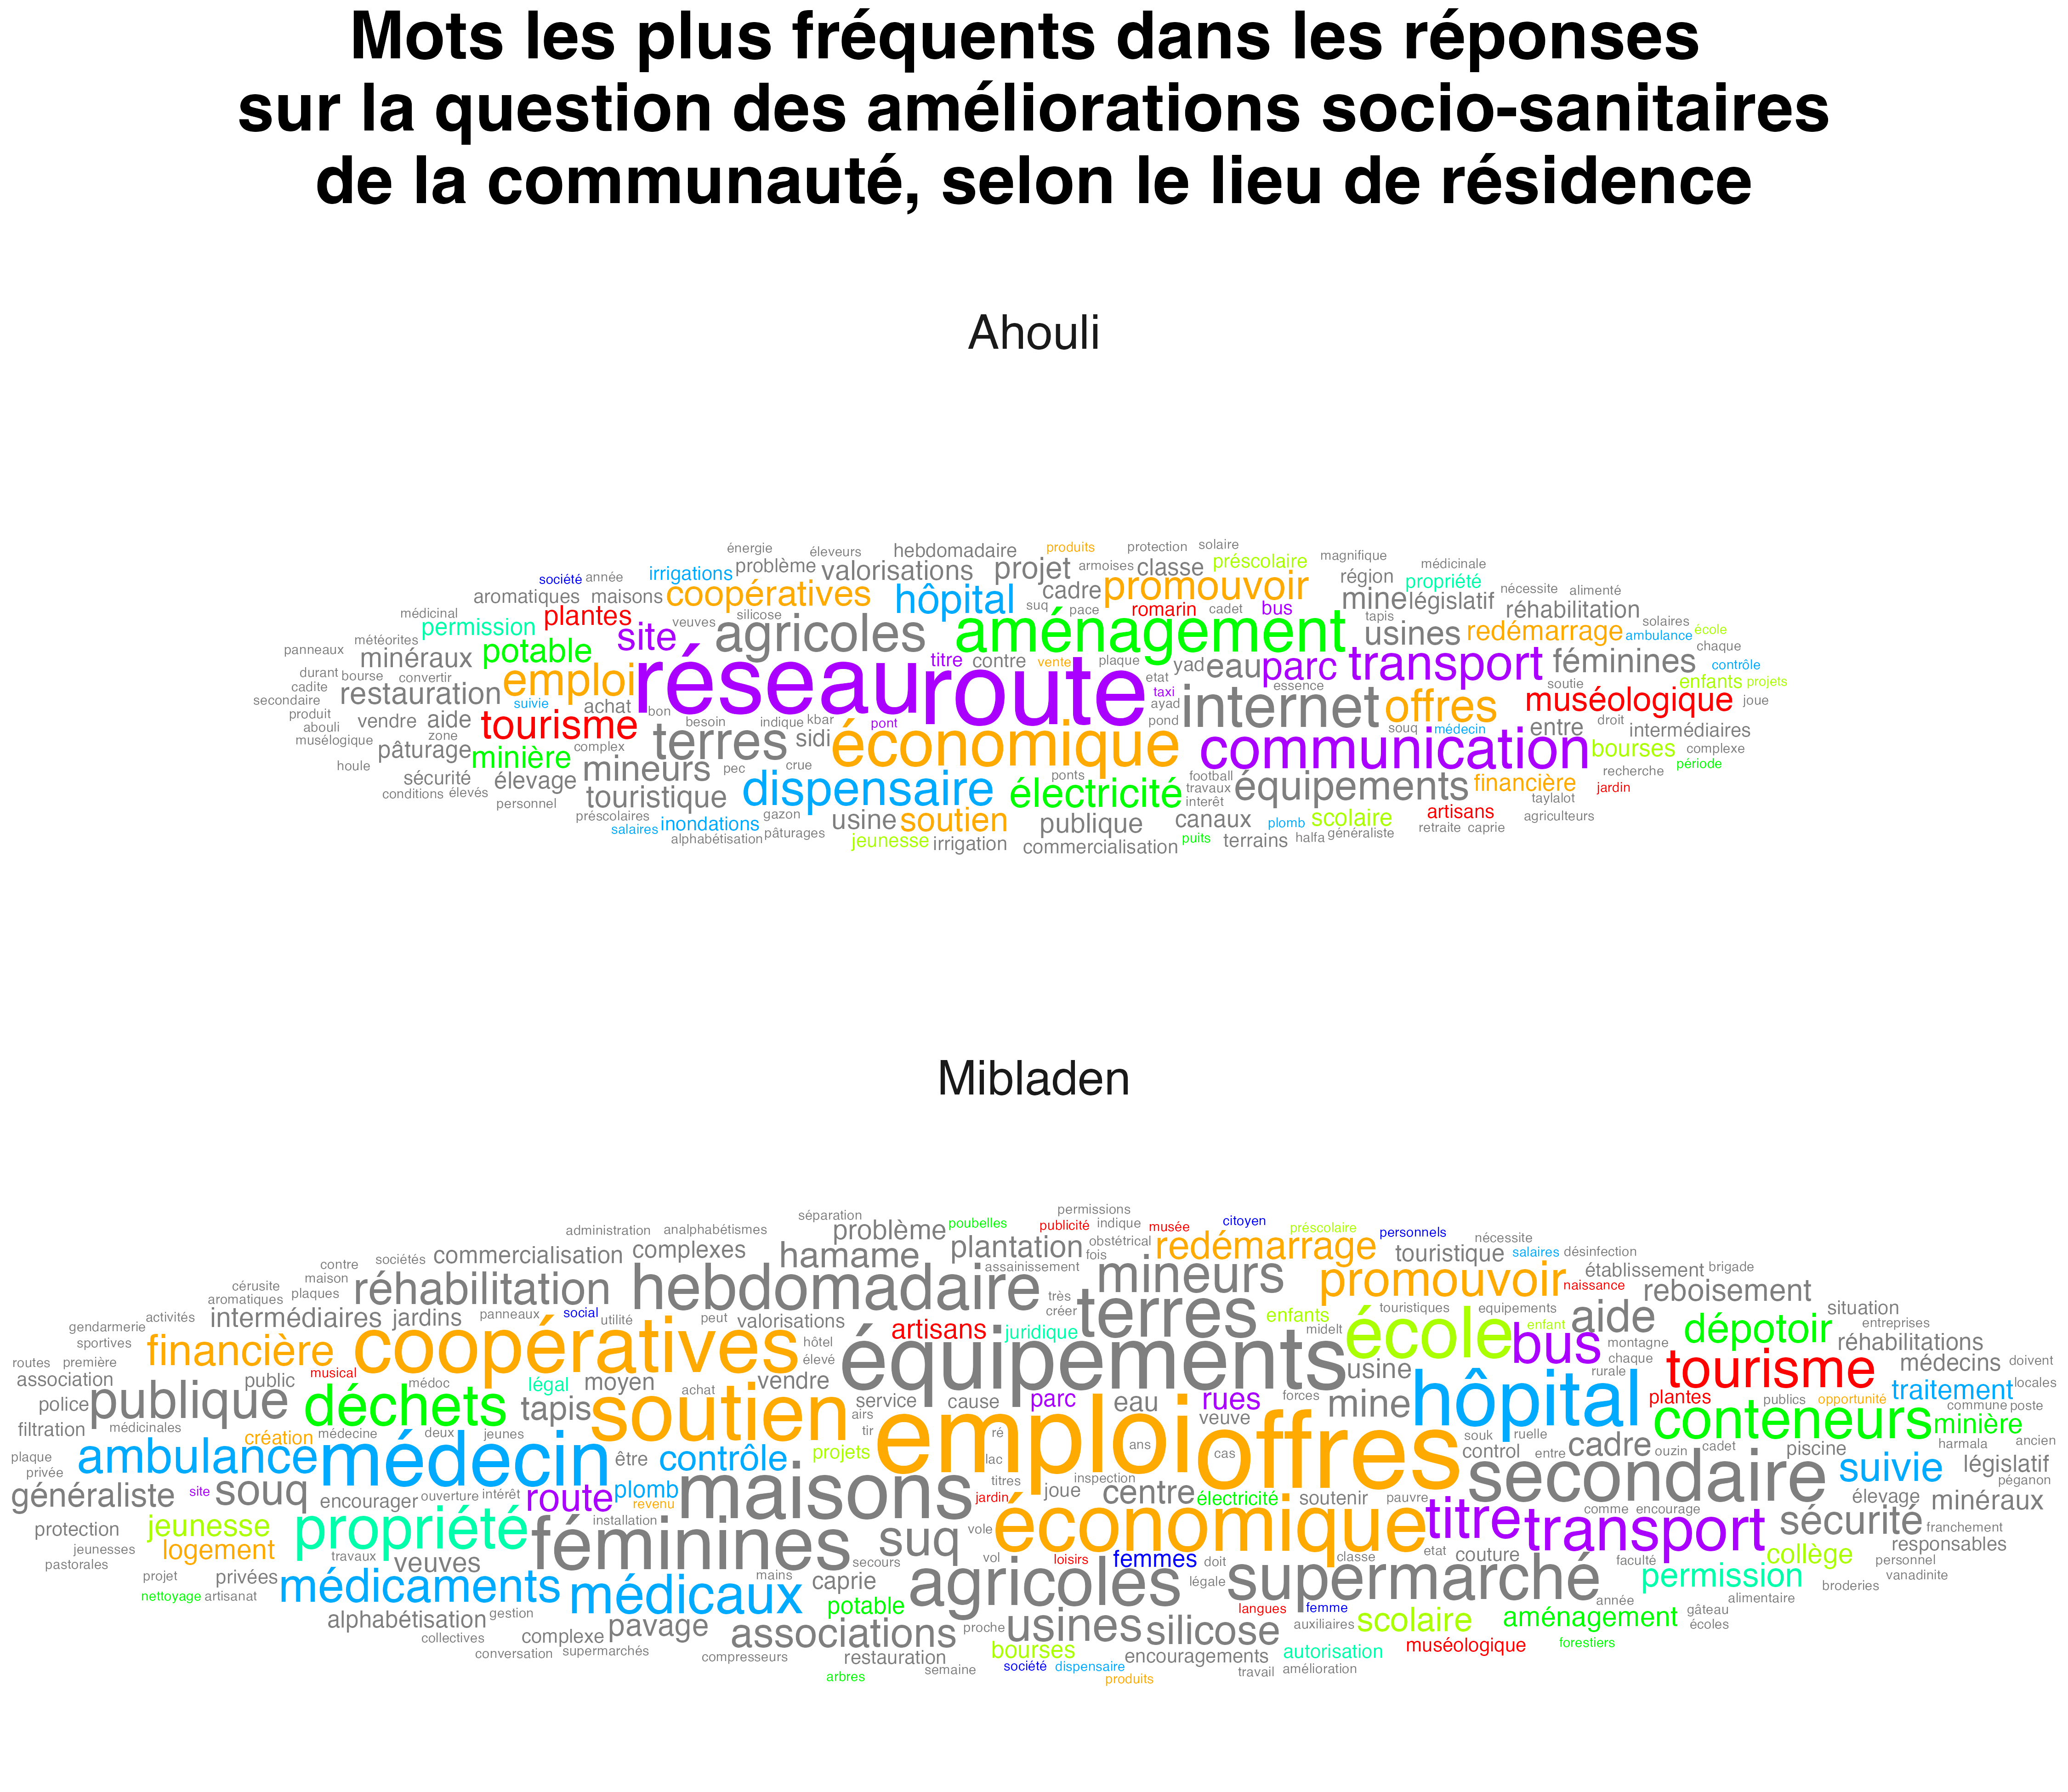 Mots les plus fréquents dans les réponses
sur la question des améliorations socio-sanitaires
de la communauté, selon le lieu de résidence
Ahouli
énergie éleveurs hebdomadaire produits protection solaire
société année irrigations problème valorisations projet armoises classe préscolaire magnifique médicinale
aromatiques maisons coopératives hôpital cadre promouvoir région propriété nécessite alimenté
médicinal plantes veuves silicose suq pace romarin cadet bus mine législatif réhabilitation
météorites permission site agricoles aménagement tapis usines redémarrage ambulance solaires école
panneaux minéraux potable réseau titre contre vente plaque yad eau parc transport féminines chaque contrôle
durant bourse convertir emploi route etat essence soutie enfants projets
cadite secondaire restauration suivie achat bon taxi ayad internet offres muséologique joue
produit abouli vendre aide tourisme besoin indique kbar pont pond souq médecin entre droit intermédiaires
musélogique zone pâturage minière complex terres sidi économique communication bourses complexe
houle sécurité élevage mineurs pec crue ponts football équipements financière recherche période
conditions élevés personnel touristique dispensaire électricité travaux interêt taylalot jardin
préscolaires salaires inondations gazon usine soutien publique canaux plomb scolaire artisans agriculteurs
alphabétisation pâturages jeunesse irrigation commercialisation puits terrains halfa généraliste retraite caprie
Mibladen
séparation permissions
administration analphabétismes problème poubelles publicité indique musée citoyen préscolaire personnels nécessite
contre sociétés commercialisation complexes hamame plantation obstétrical fois redémarrage touristique salaires désinfection
cérusite maison réhabilitation hebdomadaire assainissement mineurs promouvoir établissement brigade naissance reboisement
aromatiques plaques intermédiaires jardins panneaux social utilité peut valorisations très créer terres enfants touristiques equipements aide situation
gendarmerie activités sportives financière coopératives hôtel artisans juridique midelt école enfant bus montagne dépotoir entreprises réhabilitations
routes première association public musical médoc légal moyen achat élevé vendre équipements usine chaque rurale tourisme médecins doivent
police publique déchets tapis soutien service cause parc eau rues forces mine hôpital plantes publics opportunité traitement locales
filtration médicinales création médecine deux jeunes airs tir emploi ré veuve offres souk ruelle conteneurs minière commune poste
plaque privée ambulance médecin être contrôle projets lac ans cas control entre cadre ouzin cadet piscine harmala ancien
généraliste site souq encourager ouverture intérêt route plomb revenu maisons titres inspection joue centre électricité soutenir pauvre secondaire suivie législatif péganon
protection jeunesse propriété installation jardin économique titre comme encourage élevage minéraux
jeunesses logement travaux féminines suq vole transport sécurité franchement
pastorales veuves secours vol loisirs femmes doit classe etat couture faculté collège responsables personnel
projet privées médicaments médicaux mains caprie agricoles légale supermarché permission broderies vanadinite
nettoyage artisanat gestion potable langues femme année alimentaire
alphabétisation pavage associations proche usines silicose auxiliaires scolaire aménagement gâteau écoles
collectives complexe bourses encouragements autorisation muséologique forestiers
conversation supermarchés compresseurs restauration semaine société dispensaire travail amélioration
arbres produits